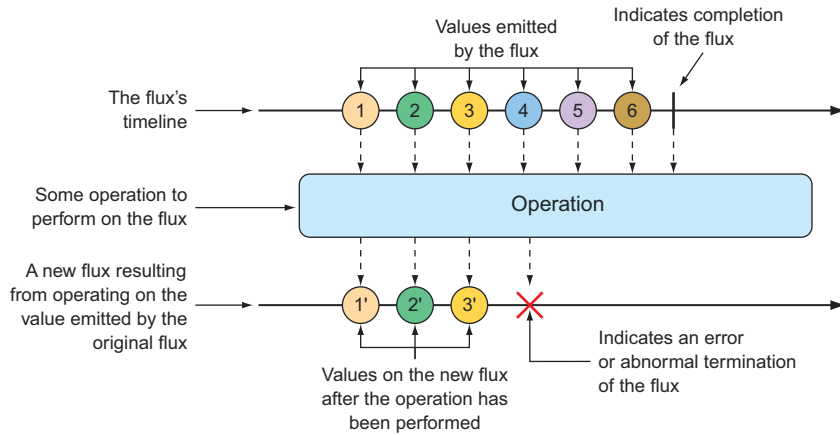 Values emitted
by the flux
Indicates completion
of the flux
The flux's
timeline
1 2 3 4 5 6
Some operation to
perform on the flux
Operation
A new flux resulting
from operating on the
value emitted by the
original flux
1' 2' 3'
Values on the new flux
after the operation has
been performed
Indicates an error
or abnormal termination
of the flux